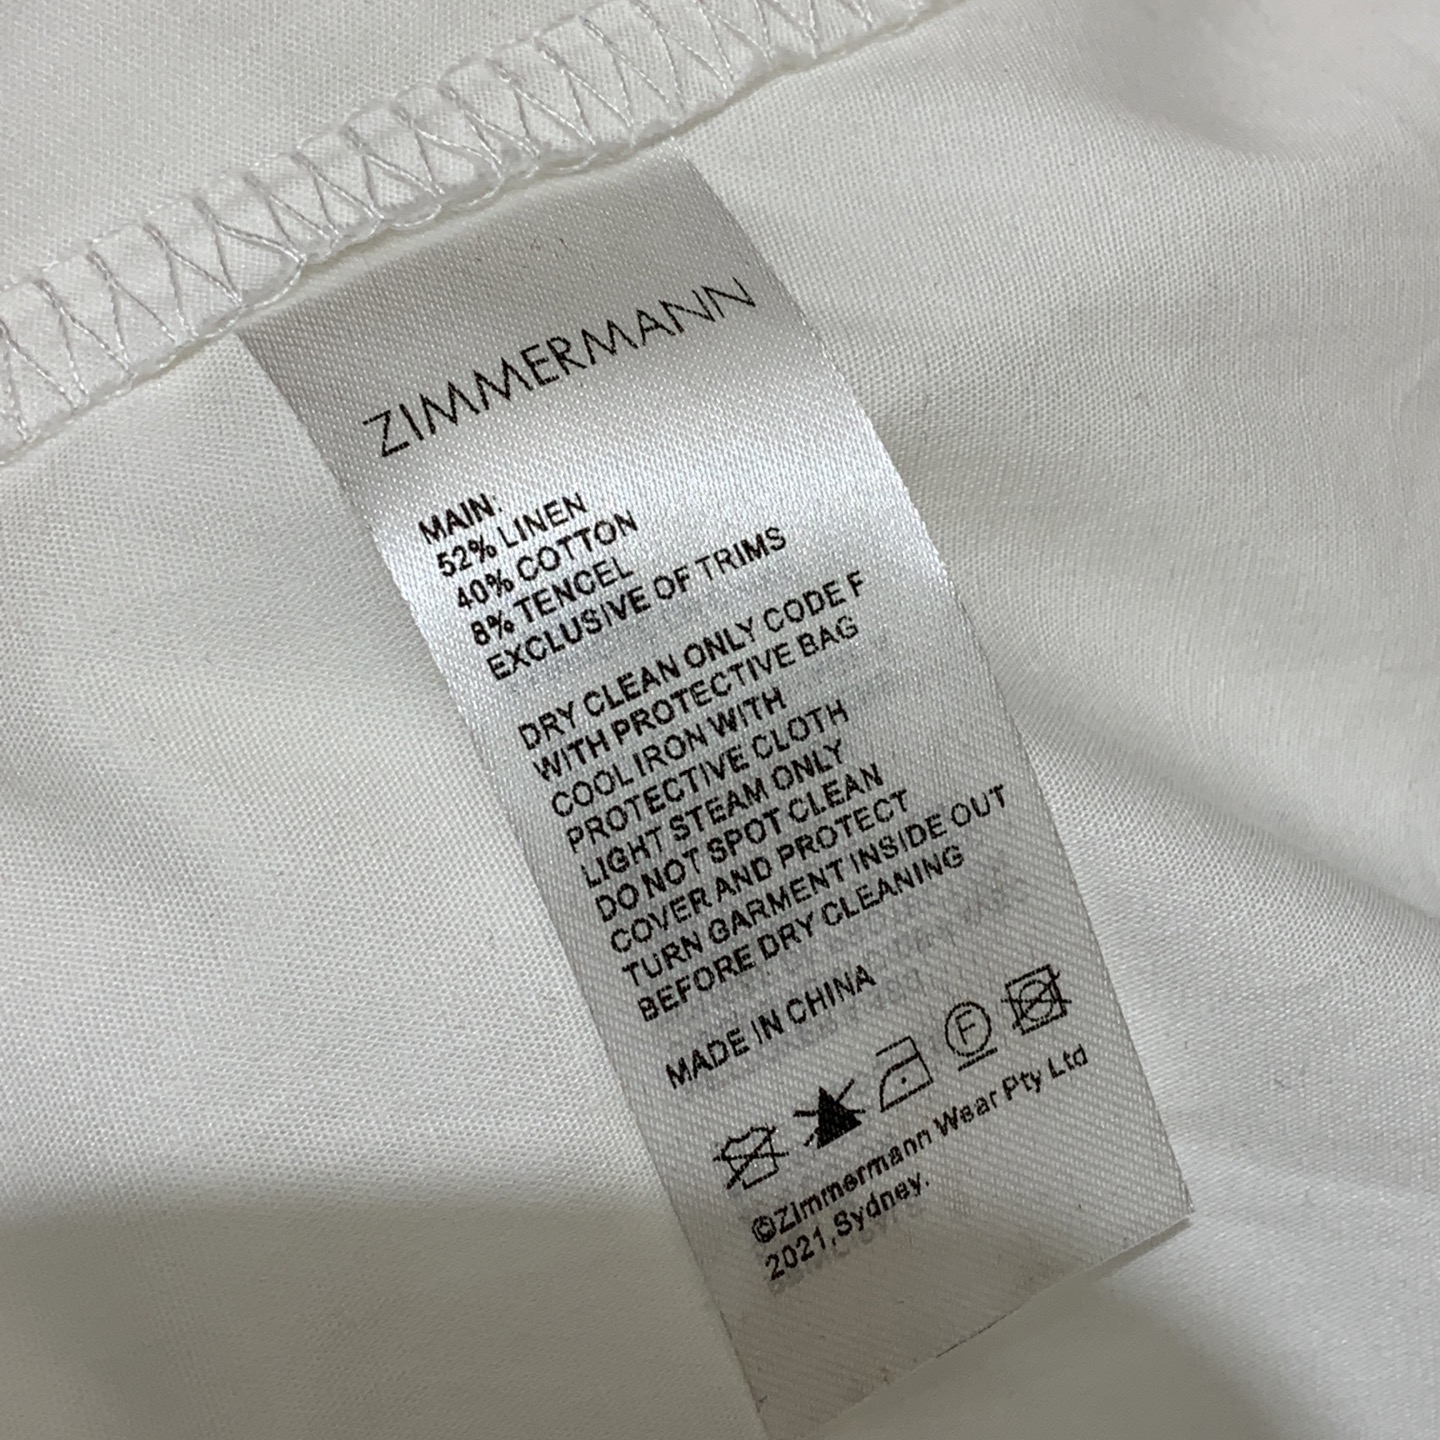 ZIMMERMANN
MAIN:
52% LINEN
40% COTTON
8% TENCEL
EXCLUSIVE OF TRIMS
DRY CLEAN ONLY CODE F
WITH PROTECTIVE BAG
COOL IRON WITH
PROTECTIVE CLOTH
LIGHT STEAM ONLY
DO NOT SPOT CLEAN
COVER AND PROTECT
TURN GARMENT INSIDE OUT
BEFORE DRY CLEANING
MADE IN CHINA
F
©Zimmermann Wear Pty Ltd
2021,Sydney.